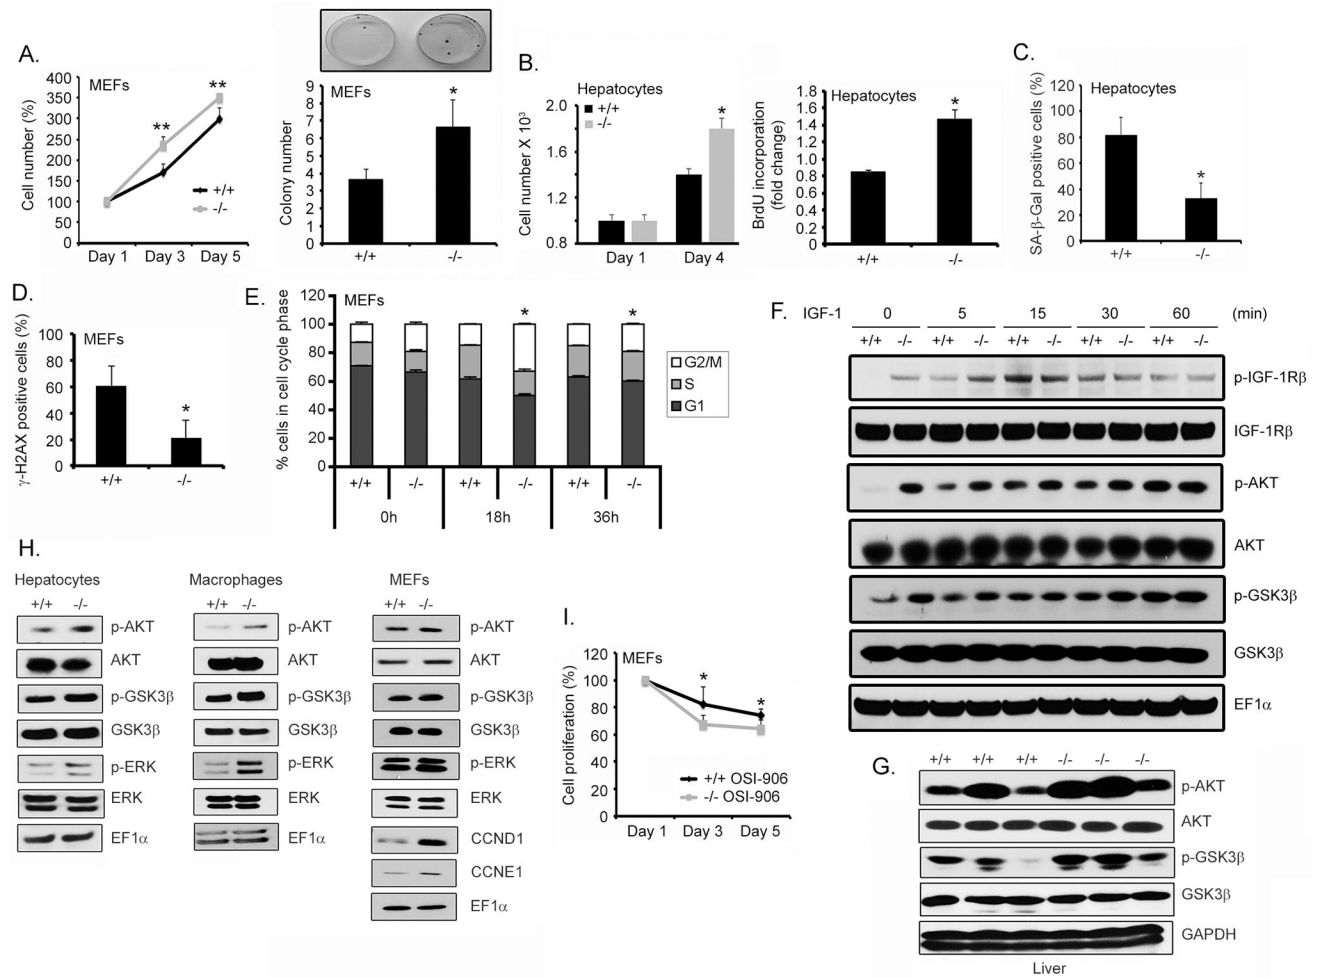 A.
MEFs
Cell number (%)
400
350
300
250
200
150
100
50
0
**
**
+/+
-/-
Day 1 Day 3 Day 5
MEFs
Colony number
9
8
7
6
5
4
3
2
1
0
*
+/+ -/-
B.
Hepatocytes
+/+
-/-
Cell number X 10³
2.0
1.6
1.2
0.8
*
Day 1 Day 4
Hepatocytes
BrdU incorporation
(fold change)
1.8
1.6
1.4
1.2
1.0
0.8
0.6
0.4
0.2
0
*
+/+ -/-
C.
Hepatocytes
SA-β-Gal positive cells (%)
120
100
80
60
40
20
0
*
+/+ -/-
D.
MEFs
γ-H2AX positive cells (%)
100
80
60
40
20
0
*
+/+ -/-
E.
MEFs
% cells in cell cycle phase
120
100
80
60
40
20
0
* *
G2/M
S
G1
+/+ -/- +/+ -/- +/+ -/-
0h 18h 36h
F.
IGF-1 0 5 15 30 60 (min)
+/+ -/- +/+ -/- +/+ -/- +/+ -/- +/+ -/-
p-IGF-1Rβ
IGF-1Rβ
p-AKT
AKT
p-GSK3β
GSK3β
EF1α
G.
+/+ +/+ +/+ -/- -/- -/-
p-AKT
AKT
p-GSK3β
GSK3β
GAPDH
Liver
H.
Hepatocytes
+/+ -/-
p-AKT
AKT
p-GSK3β
GSK3β
p-ERK
ERK
EF1α
Macrophages
+/+ -/-
p-AKT
AKT
p-GSK3β
GSK3β
p-ERK
ERK
EF1α
MEFs
+/+ -/-
p-AKT
AKT
p-GSK3β
GSK3β
p-ERK
ERK
CCND1
CCNE1
EF1α
I.
MEFs
Cell proliferation (%)
120
100
80
60
40
20
0
*
*
+/+ OSI-906
-/- OSI-906
Day 1 Day 3 Day 5